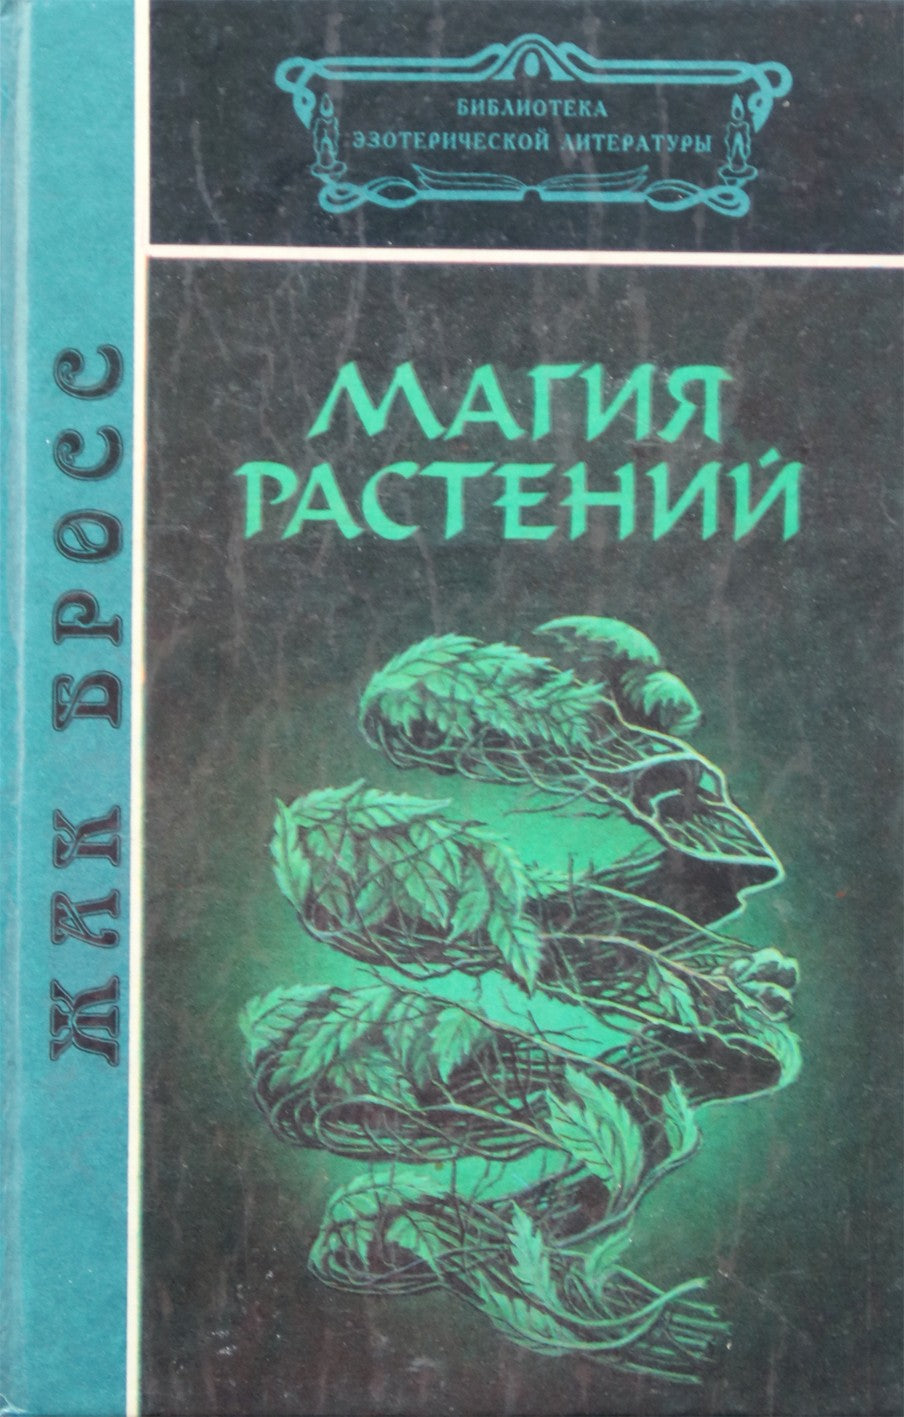 БИБЛИОТЕКА
ЭЗОТЕРИЧЕСКОЙ ЛИТЕРАТУРЫ
МАГИЯ
РАСТЕНИЙ
ЖАК БРОСС